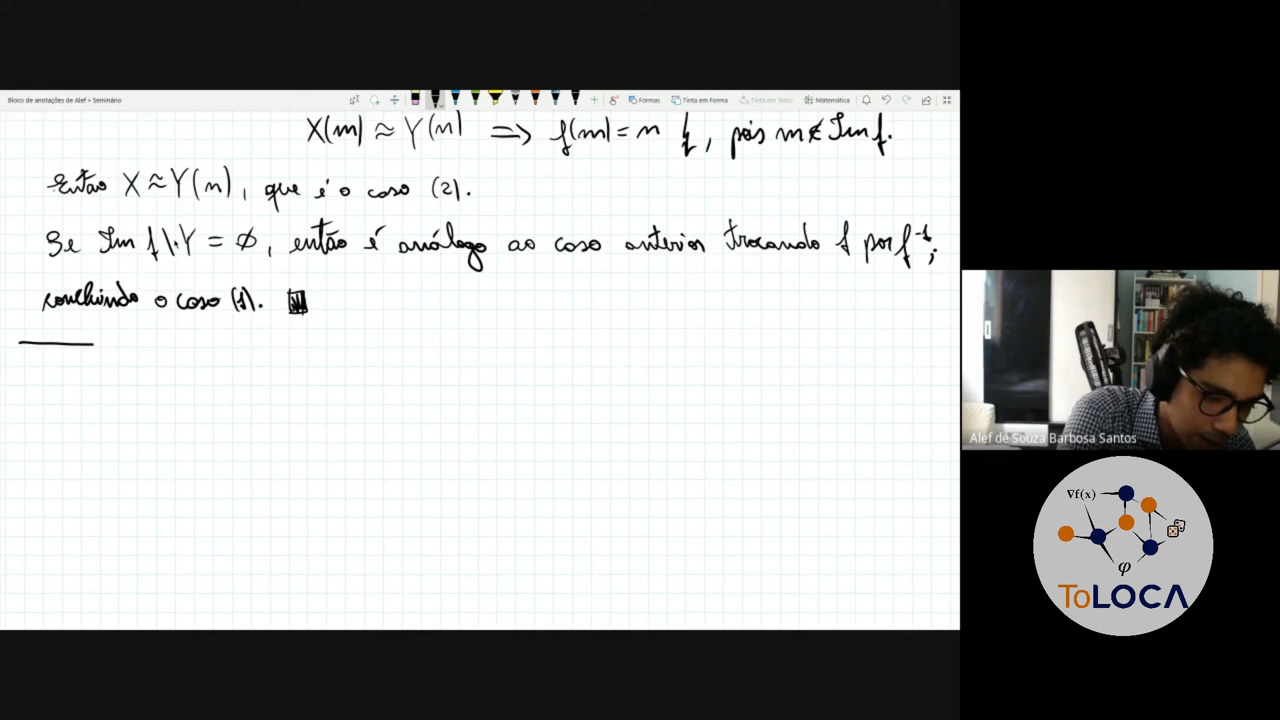 Bloco de anotações de Alef > Seminário
Formas
Tinta em Forma
Tinta em Texto
Matemática
X(m) ≈ Y(n) ⟹ f(m) = n ↯, pois n ∉ Im f.
Então X ≈ Y(n), que é o caso (2).
Se Im f \ Y = ∅, então é análogo ao caso anterior trocando f por f⁻¹,
concluindo o caso (1).
Alef de Souza Barbosa Santos
∇f(x)
φ
ToLOCA